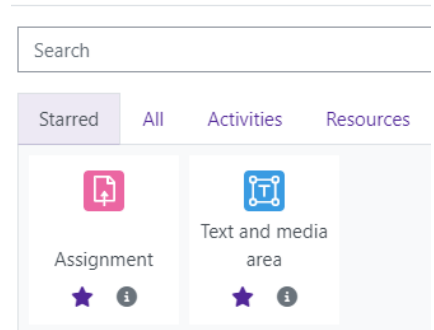 Search
Starred All Activities Resources
Assignment
Text and media
area